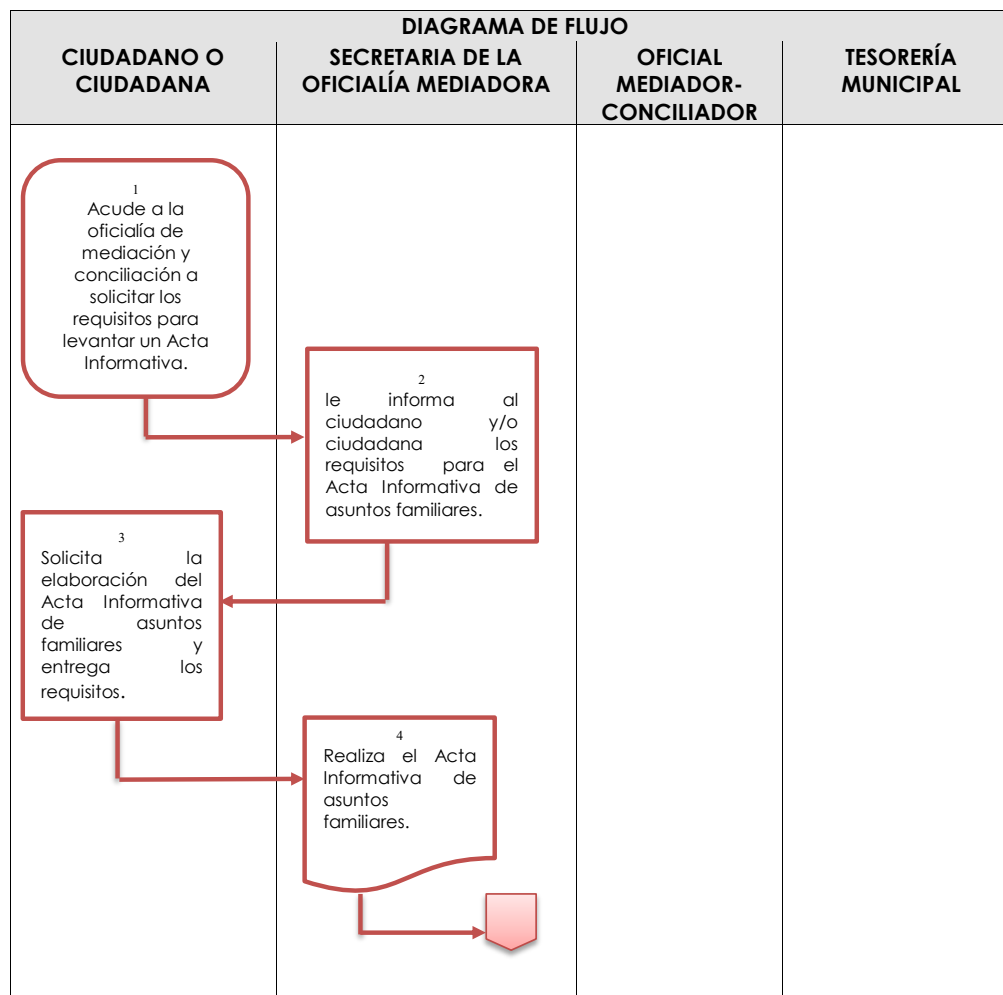 DIAGRAMA DE FLUJO
CIUDADANO O
CIUDADANA
SECRETARIA DE LA
OFICIALÍA MEDIADORA
OFICIAL
MEDIADOR-
CONCILIADOR
TESORERÍA
MUNICIPAL
1
Acude a la
oficialía de
mediación y
conciliación a
solicitar los
requisitos para
levantar un Acta
Informativa.
2
le informa al
ciudadano y/o
ciudadana los
requisitos para el
Acta Informativa de
asuntos familiares.
3
Solicita la
elaboración del
Acta Informativa
de asuntos
familiares y
entrega los
requisitos.
4
Realiza el Acta
Informativa de
asuntos
familiares.